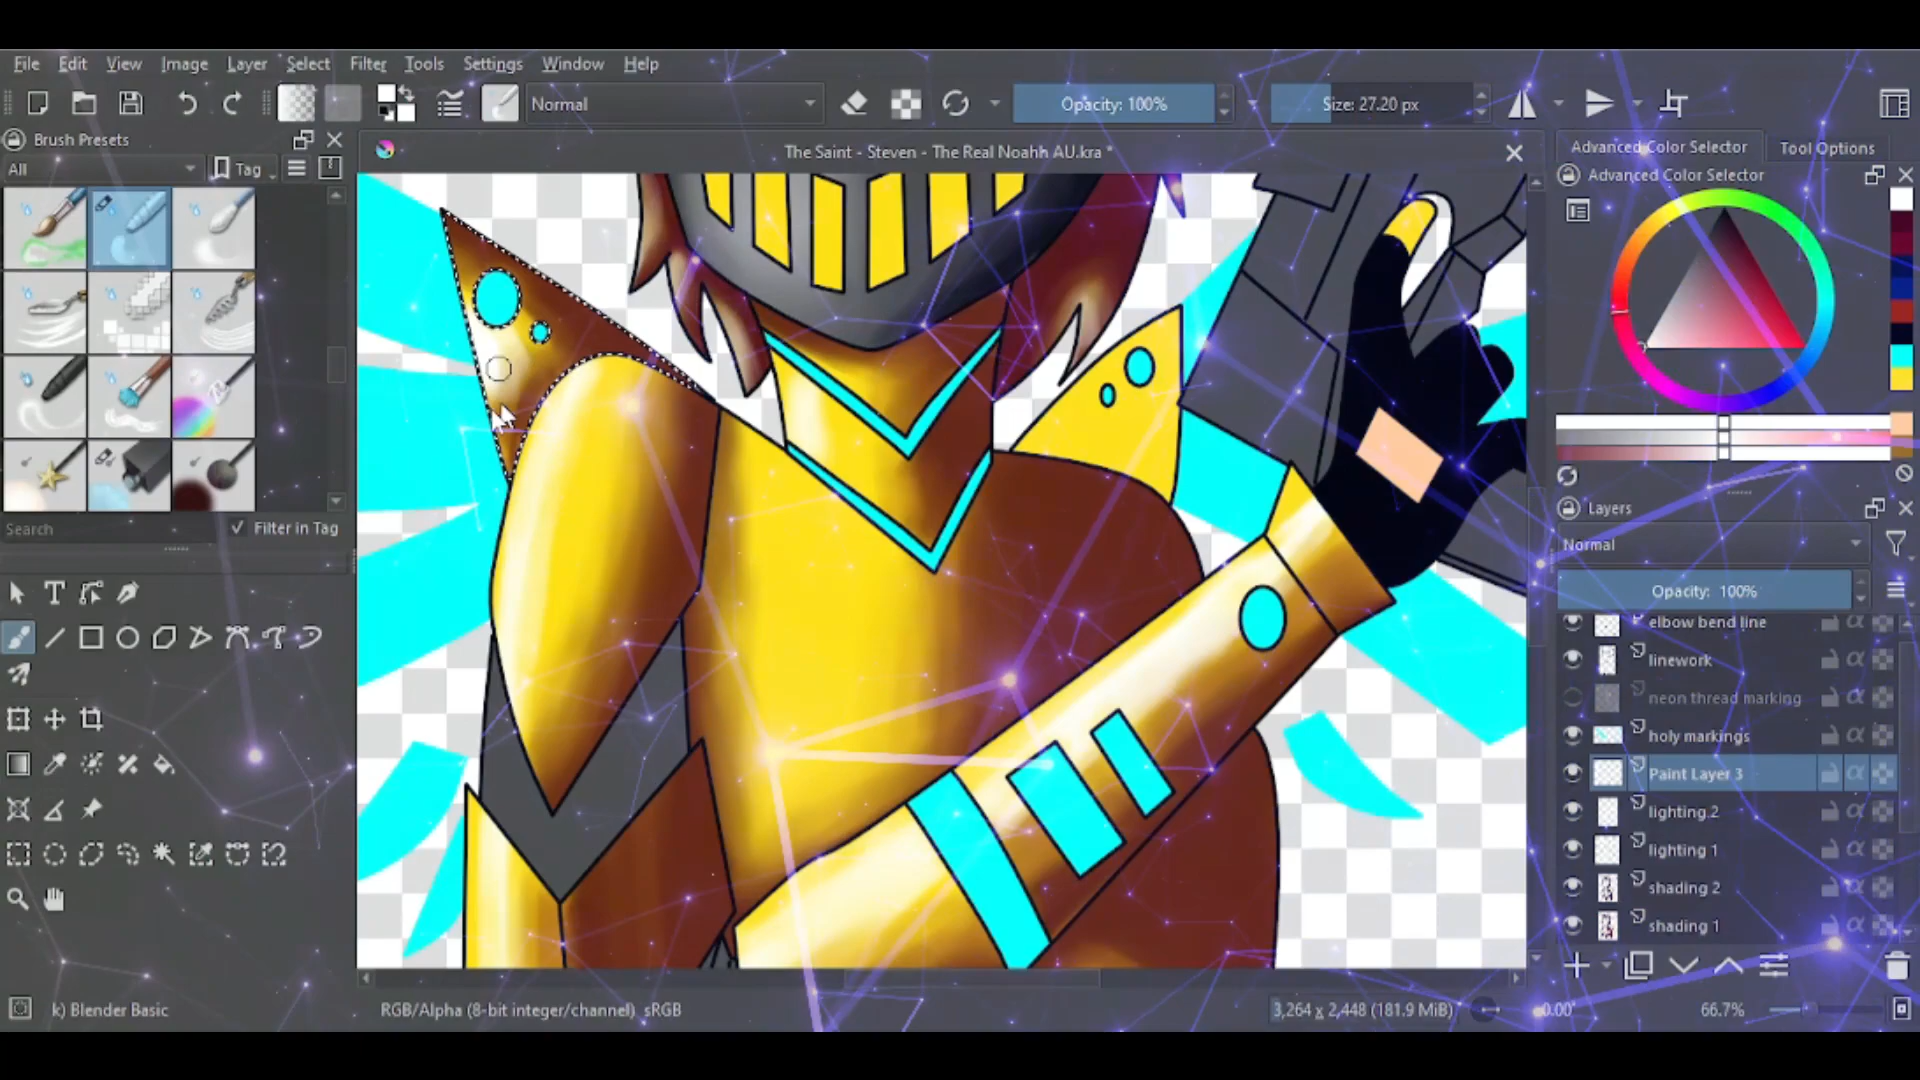 File Edit View Image Layer Select Filter Tools Settings Window Help
Normal
Opacity: 100%
Size: 27.20 px
Brush Presets
The Saint - Steven - The Real Noahh AU.kra *
Advanced Color Selector
Tool Options
All
Tag
Advanced Color Selector
Search
Filter in Tag
Layers
Normal
Opacity: 100%
elbow bend line
linework
neon thread marking
holy markings
Paint Layer 3
lighting 2
lighting 1
shading 2
shading 1
k) Blender Basic
RGB/Alpha (8-bit integer/channel) sRGB
3,264 x 2,448 (181.9 MiB)
0.00°
66.7%